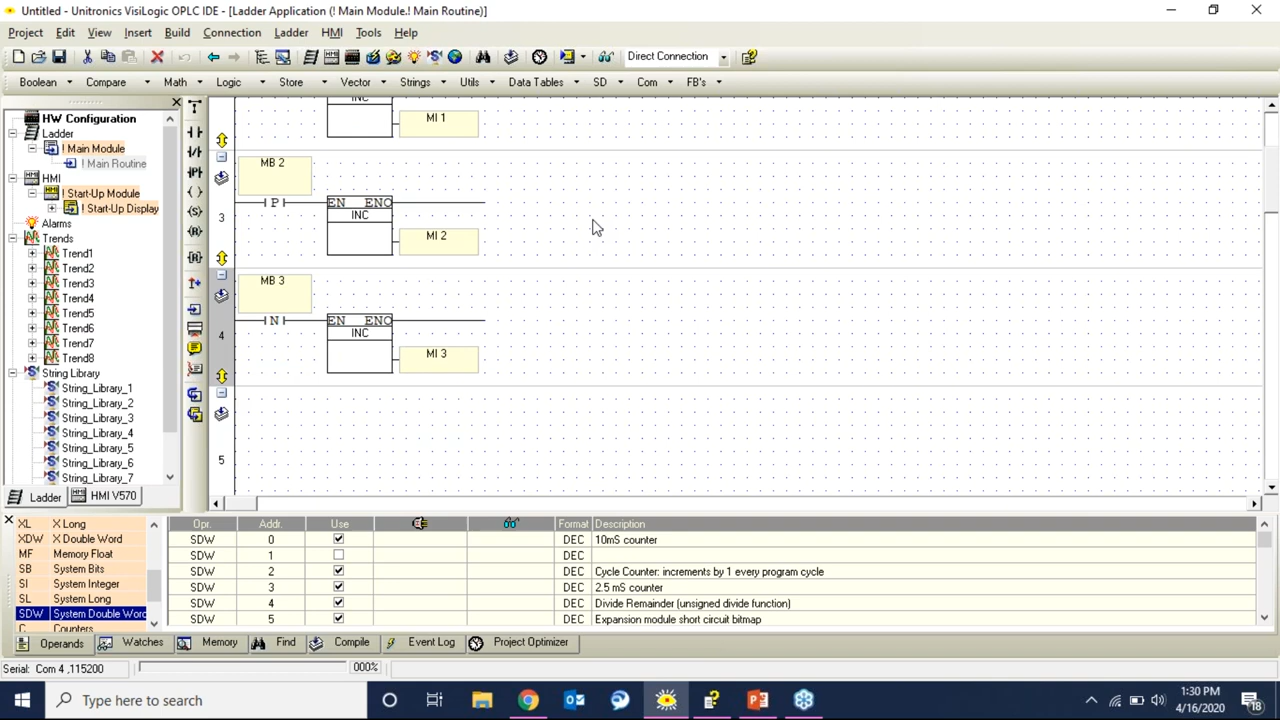 Untitled - Unitronics VisiLogic OPLC IDE - [Ladder Application (! Main Module.! Main Routine)]
Project Edit View Insert Build Connection Ladder HMI Tools Help
Direct Connection
Boolean Compare Math Logic Store Vector Strings Utils Data Tables SD Com FB's
HW Configuration
Ladder
! Main Module
! Main Routine
HMI
! Start-Up Module
! Start-Up Display
Alarms
Trends
Trend1
Trend2
Trend3
Trend4
Trend5
Trend6
Trend7
Trend8
String Library
String_Library_1
String_Library_2
String_Library_3
String_Library_4
String_Library_5
String_Library_6
String_Library_7
Ladder HMI V570
INC
MI 1
MB 2
P EN ENO
3 INC
MI 2
MB 3
N EN ENO
4 INC
MI 3
5
XL X Long
XDW X Double Word
MF Memory Float
SB System Bits
SI System Integer
SL System Long
SDW System Double Word
C Counters
Opr. Addr. Use Format Description
SDW 0 DEC 10mS counter
SDW 1 DEC
SDW 2 DEC Cycle Counter: increments by 1 every program cycle
SDW 3 DEC 2.5 mS counter
SDW 4 DEC Divide Remainder (unsigned divide function)
SDW 5 DEC Expansion module short circuit bitmap
Operands Watches Memory Find Compile Event Log Project Optimizer
Serial: Com 4 ,115200 000%
Type here to search
1:30 PM
4/16/2020
18